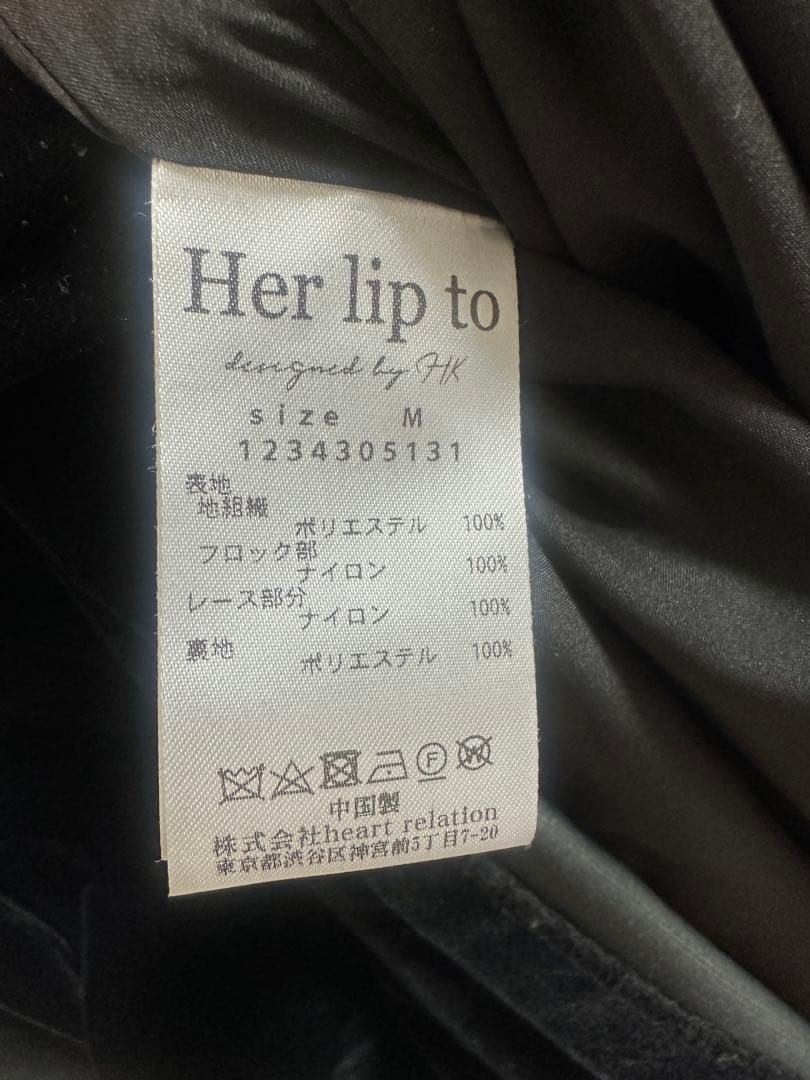 Her lip to
designed by HK
size M
1234305131
表地
地組織
ポリエステル 100%
フロック部
ナイロン 100%
レース部分
ナイロン 100%
裏地
ポリエステル 100%
F W
中国製
株式会社heart relation
東京都渋谷区神宮前5丁目7-20